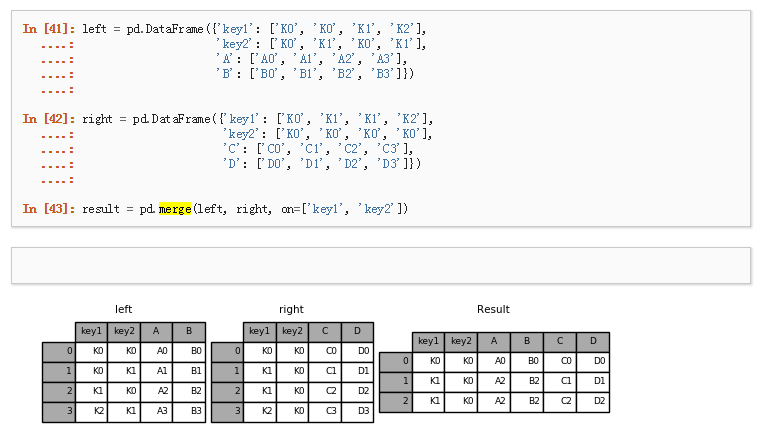 In [41]: left = pd.DataFrame({'key1': ['K0', 'K0', 'K1', 'K2'],
....: 'key2': ['K0', 'K1', 'K0', 'K1'],
....: 'A': ['A0', 'A1', 'A2', 'A3'],
....: 'B': ['B0', 'B1', 'B2', 'B3']})
....:
In [42]: right = pd.DataFrame({'key1': ['K0', 'K1', 'K1', 'K2'],
....: 'key2': ['K0', 'K0', 'K0', 'K0'],
....: 'C': ['C0', 'C1', 'C2', 'C3'],
....: 'D': ['D0', 'D1', 'D2', 'D3']})
....:
In [43]: result = pd.merge(left, right, on=['key1', 'key2'])
left
key1 key2 A B
0 K0 K0 A0 B0
1 K0 K1 A1 B1
2 K1 K0 A2 B2
3 K2 K1 A3 B3
right
key1 key2 C D
0 K0 K0 C0 D0
1 K1 K0 C1 D1
2 K1 K0 C2 D2
3 K2 K0 C3 D3
Result
key1 key2 A B C D
0 K0 K0 A0 B0 C0 D0
1 K1 K0 A2 B2 C1 D1
2 K1 K0 A2 B2 C2 D2